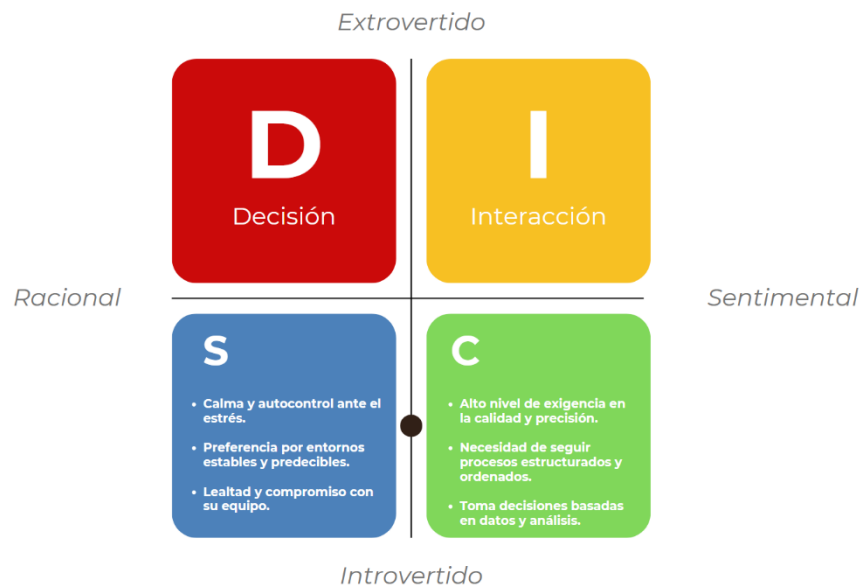 Extrovertido
D
Decisión
I
Interacción
Racional
Sentimental
S
• Calma y autocontrol ante el
estrés.
• Preferencia por entornos
estables y predecibles.
• Lealtad y compromiso con
su equipo.
C
• Alto nivel de exigencia en
la calidad y precisión.
• Necesidad de seguir
procesos estructurados y
ordenados.
• Toma decisiones basadas
en datos y análisis.
Introvertido